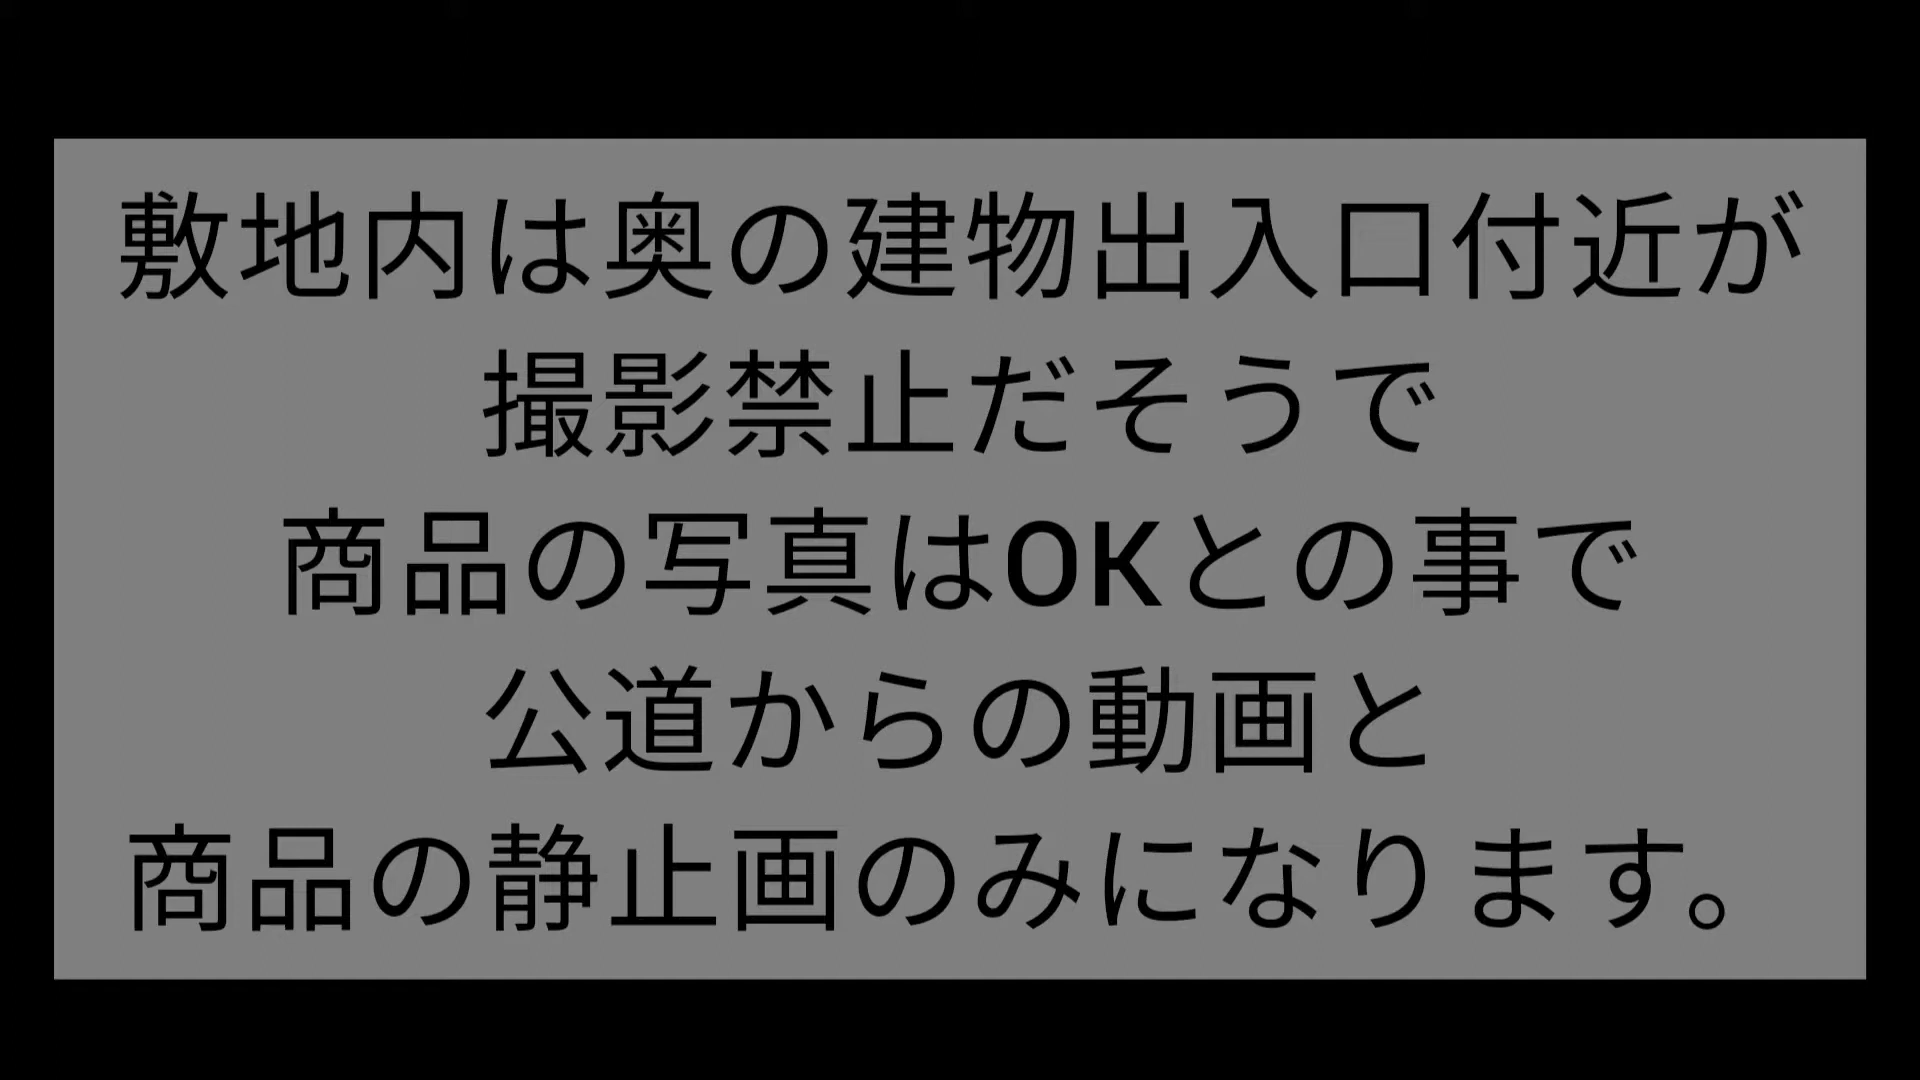 敷地内は奥の建物出入口付近が
撮影禁止だそうで
商品の写真はOKとの事で
公道からの動画と
商品の静止画のみになります。